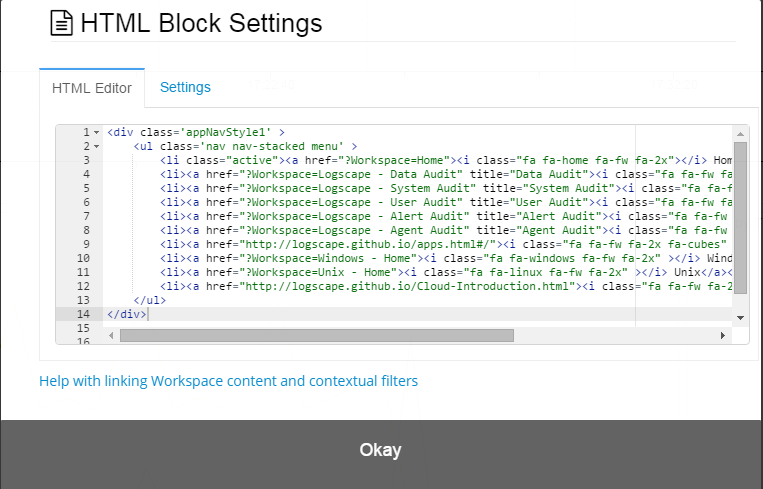 HTML Block Settings
HTML Editor
Settings
1 <div class='appNavStyle1' >
2 <ul class='nav nav-stacked menu' >
3 <li class="active"><a href="?Workspace=Home"><i class="fa fa-home fa-fw fa-2x"></i> Hom
4 <li><a href="?Workspace=Logscape - Data Audit" title="Data Audit"><i class="fa fa-fw fa
5 <li><a href="?Workspace=Logscape - System Audit" title="System Audit"><i class="fa fa-f
6 <li><a href="?Workspace=Logscape - User Audit" title="User Audit"><i class="fa fa-fw fa
7 <li><a href="?Workspace=Logscape - Alert Audit" title="Alert Audit"><i class="fa fa-fw
8 <li><a href="?Workspace=Logscape - Agent Audit" title="Agent Audit"><i class="fa fa-fw
9 <li><a href="http://logscape.github.io/apps.html#/"><i class="fa fa-fw fa-2x fa-cubes"
10 <li><a href="?Workspace=Windows - Home"><i class="fa fa-windows fa-fw fa-2x" ></i> Wind
11 <li><a href="?Workspace=Unix - Home"><i class="fa fa-linux fa-fw fa-2x" ></i> Unix</a><
12 <li><a href="http://logscape.github.io/Cloud-Introduction.html"><i class="fa fa-fw fa-2
13 </ul>
14 </div>
15
16
Help with linking Workspace content and contextual filters
Okay